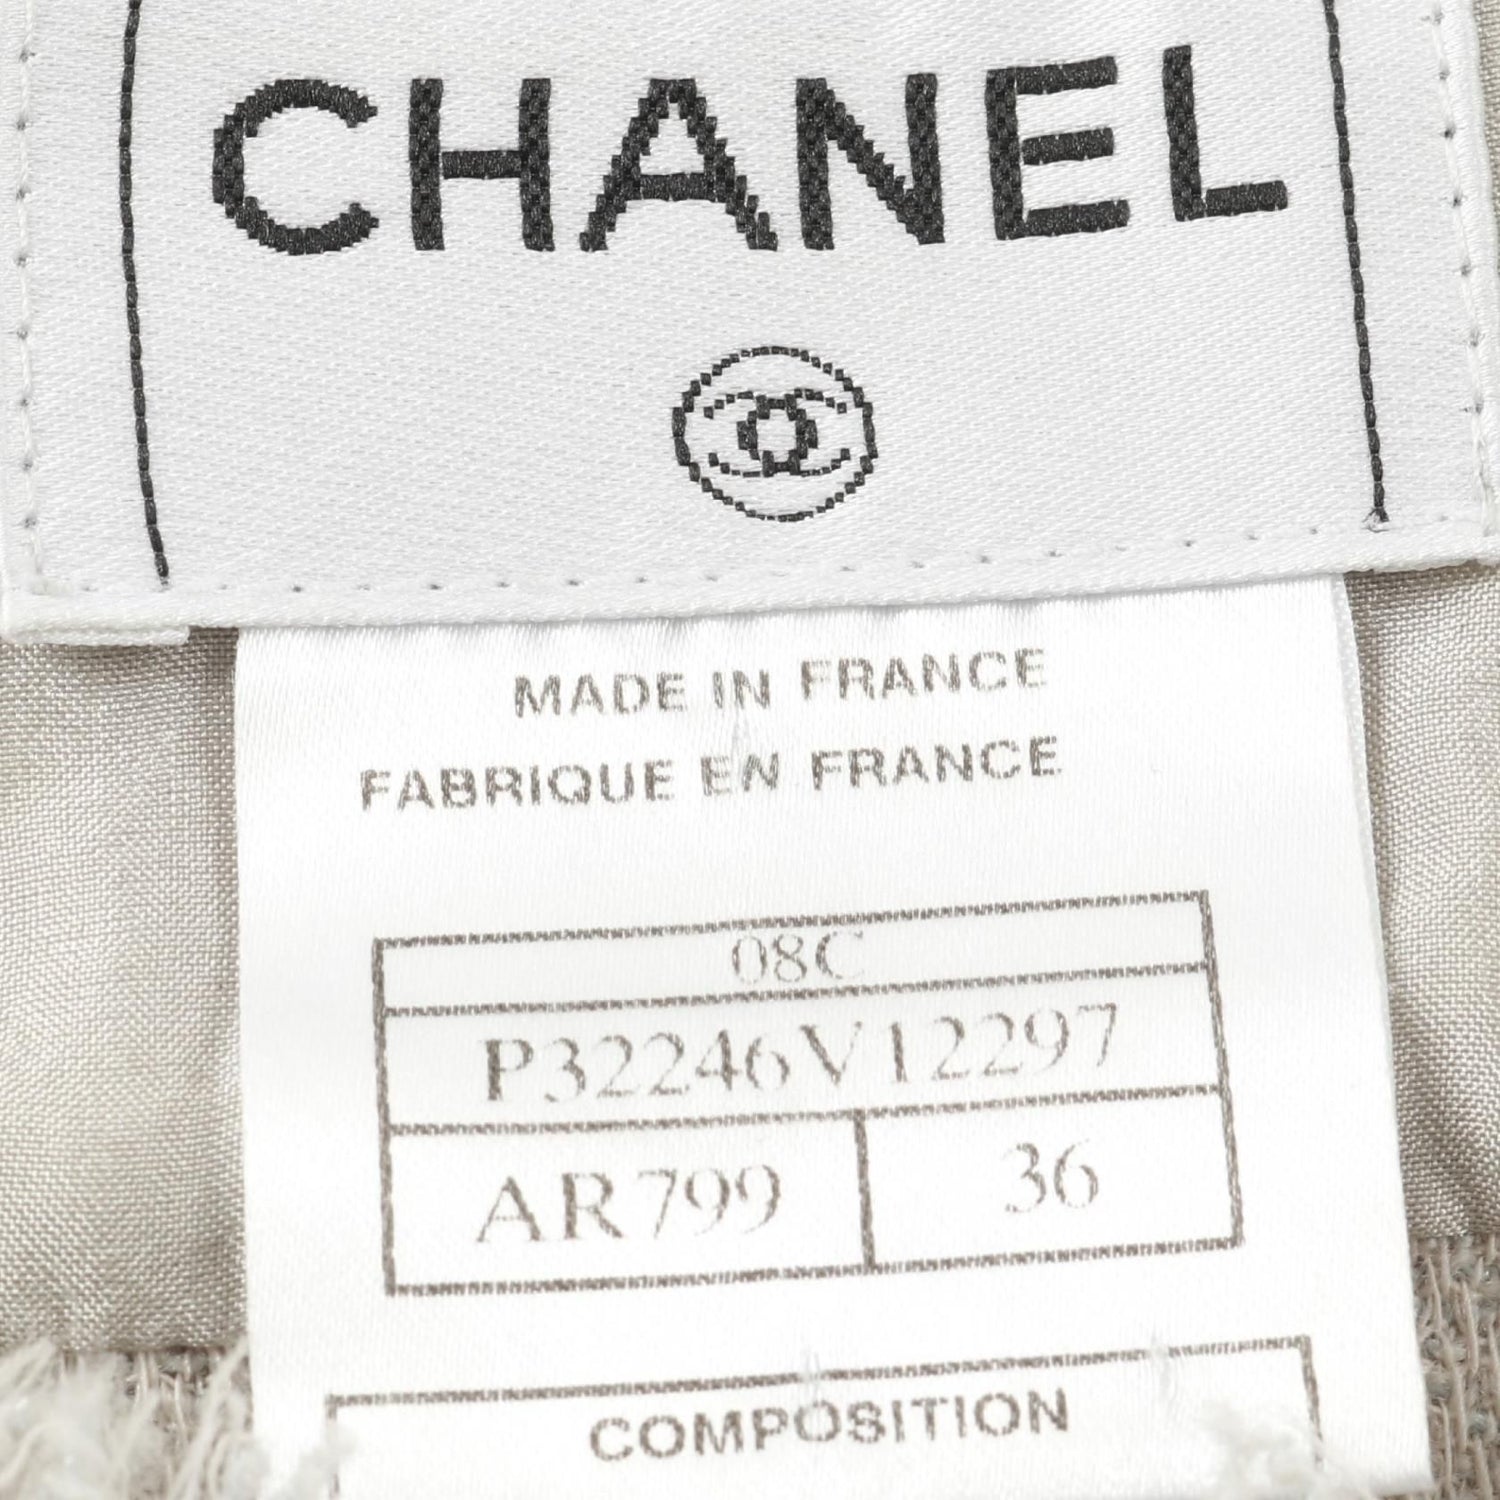 CHANEL
MADE IN FRANCE
FABRIQUE EN FRANCE
08C
P32246V12297
AR799 36
COMPOSITION